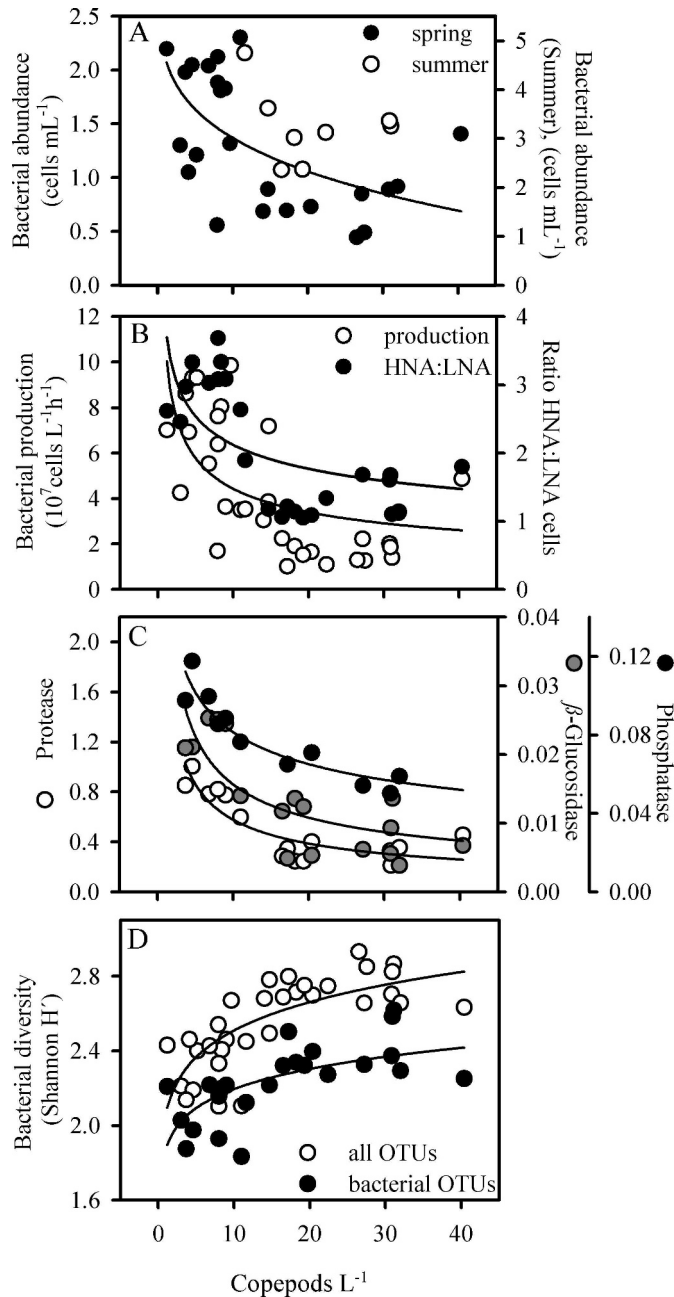 A
spring
summer
2.5
2.0
1.5
1.0
0.5
0.0
Bacterial abundance
(cells mL⁻¹)
5
4
3
2
1
0
Bacterial abundance
(Summer), (cells mL⁻¹)
B
production
HNA:LNA
12
10
8
6
4
2
0
Bacterial production
(10⁷cells L⁻¹h⁻¹)
4
3
2
1
0
Ratio HNA:LNA cells
C
2.0
1.6
1.2
0.8
0.4
0.0
Protease
0.04
0.03
0.02
0.01
0.00
β-Glucosidase
0.12
0.08
0.04
0.00
Phosphatase
D
2.8
2.4
2.0
1.6
Bacterial diversity
(Shannon H´)
all OTUs
bacterial OTUs
0 10 20 30 40
Copepods L⁻¹